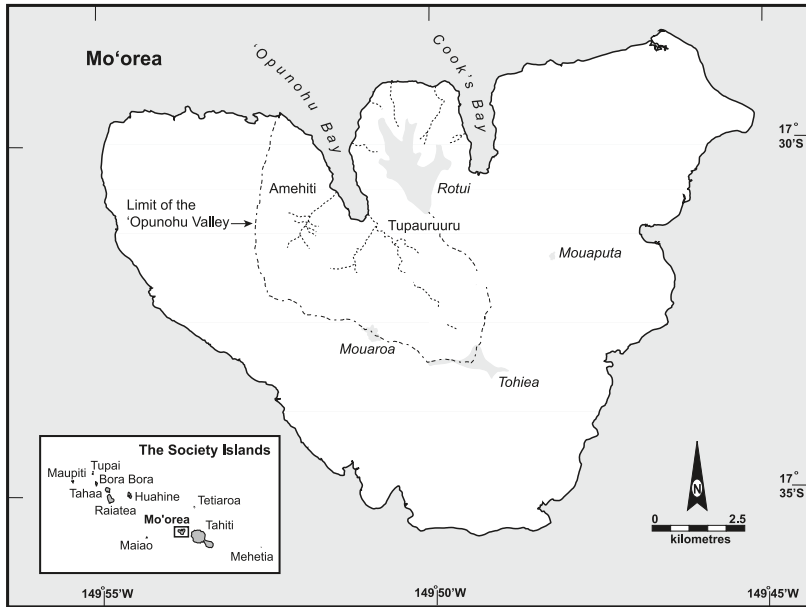 Mo‘orea
‘Opunohu Bay
Cook's Bay
17°
30'S
Amehiti
Rotui
Limit of the
‘Opunohu Valley
Tupauruuru
Mouaputa
Mouaroa
Tohiea
The Society Islands
Tupai
Maupiti
Bora Bora
Tahaa
Huahine
Raiatea
Tetiaroa
Mo'orea
Tahiti
Maiao
Mehetia
N
0 2.5
kilometres
17°
35'S
149°55'W
149°50'W
149°45'W